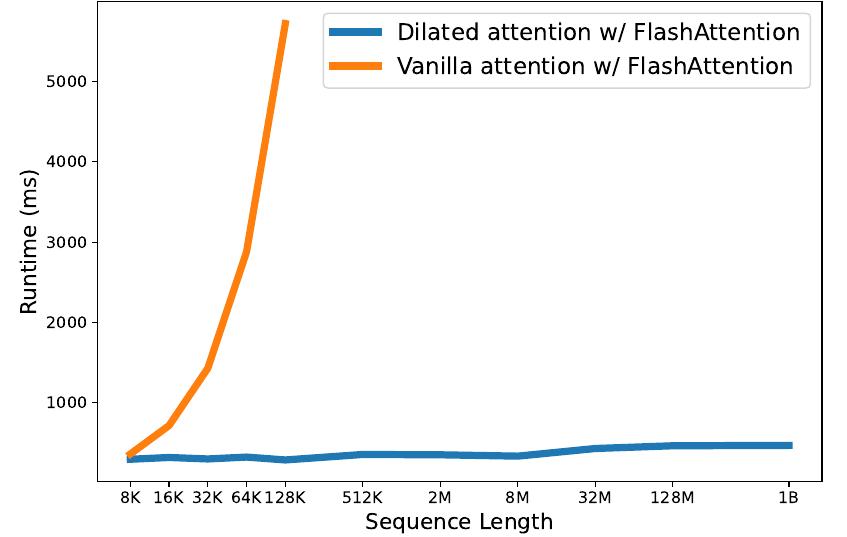 Dilated attention w/ FlashAttention
Vanilla attention w/ FlashAttention
5000
4000
3000
2000
1000
Runtime (ms)
8K 16K 32K 64K 128K 512K 2M 8M 32M 128M 1B
Sequence Length